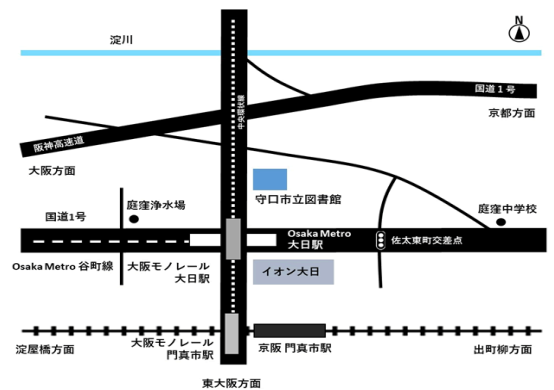 N
淀川
国道１号
京都方面
中央環状線
阪神高速道
大阪方面
守口市立図書館
庭窪浄水場
庭窪中学校
国道1号
Osaka Metro
大日駅
佐太東町交差点
Osaka Metro 谷町線
大阪モノレール
大日駅
イオン大日
淀屋橋方面
大阪モノレール
門真市駅
京阪 門真市駅
出町柳方面
東大阪方面